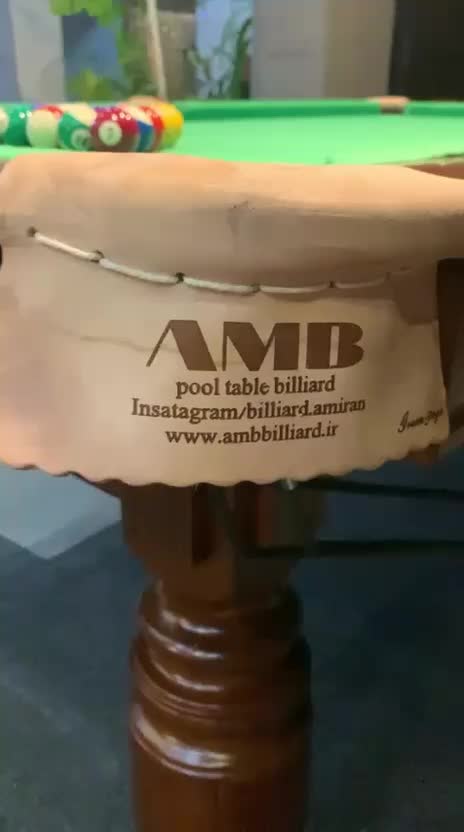 AMB
pool table billiard
Insatagram/billiard.amiran
www.ambbilliard.ir